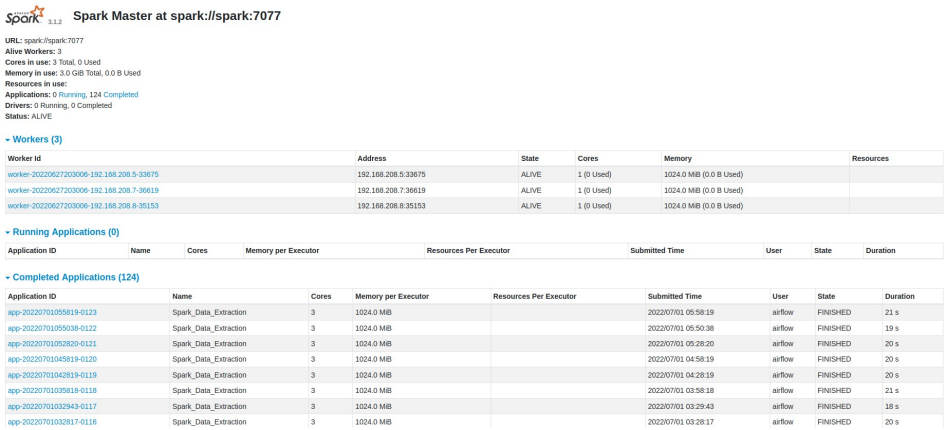 APACHE Spark 3.1.2 Spark Master at spark://spark:7077
URL: spark://spark:7077
Alive Workers: 3
Cores in use: 3 Total, 0 Used
Memory in use: 3.0 GiB Total, 0.0 B Used
Resources in use:
Applications: 0 Running, 124 Completed
Drivers: 0 Running, 0 Completed
Status: ALIVE
Workers (3)
Worker Id Address State Cores Memory Resources
worker-20220627203006-192.168.208.5-33675 192.168.208.5:33675 ALIVE 1 (0 Used) 1024.0 MiB (0.0 B Used)
worker-20220627203006-192.168.208.7-36619 192.168.208.7:36619 ALIVE 1 (0 Used) 1024.0 MiB (0.0 B Used)
worker-20220627203006-192.168.208.8-35153 192.168.208.8:35153 ALIVE 1 (0 Used) 1024.0 MiB (0.0 B Used)
Running Applications (0)
Application ID Name Cores Memory per Executor Resources Per Executor Submitted Time User State Duration
Completed Applications (124)
Application ID Name Cores Memory per Executor Resources Per Executor Submitted Time User State Duration
app-20220701055819-0123 Spark_Data_Extraction 3 1024.0 MiB 2022/07/01 05:58:19 airflow FINISHED 21 s
app-20220701055038-0122 Spark_Data_Extraction 3 1024.0 MiB 2022/07/01 05:50:38 airflow FINISHED 19 s
app-20220701052820-0121 Spark_Data_Extraction 3 1024.0 MiB 2022/07/01 05:28:20 airflow FINISHED 20 s
app-20220701045819-0120 Spark_Data_Extraction 3 1024.0 MiB 2022/07/01 04:58:19 airflow FINISHED 20 s
app-20220701042819-0119 Spark_Data_Extraction 3 1024.0 MiB 2022/07/01 04:28:19 airflow FINISHED 20 s
app-20220701035818-0118 Spark_Data_Extraction 3 1024.0 MiB 2022/07/01 03:58:18 airflow FINISHED 21 s
app-20220701032943-0117 Spark_Data_Extraction 3 1024.0 MiB 2022/07/01 03:29:43 airflow FINISHED 18 s
app-20220701032817-0116 Spark_Data_Extraction 3 1024.0 MiB 2022/07/01 03:28:17 airflow FINISHED 20 s